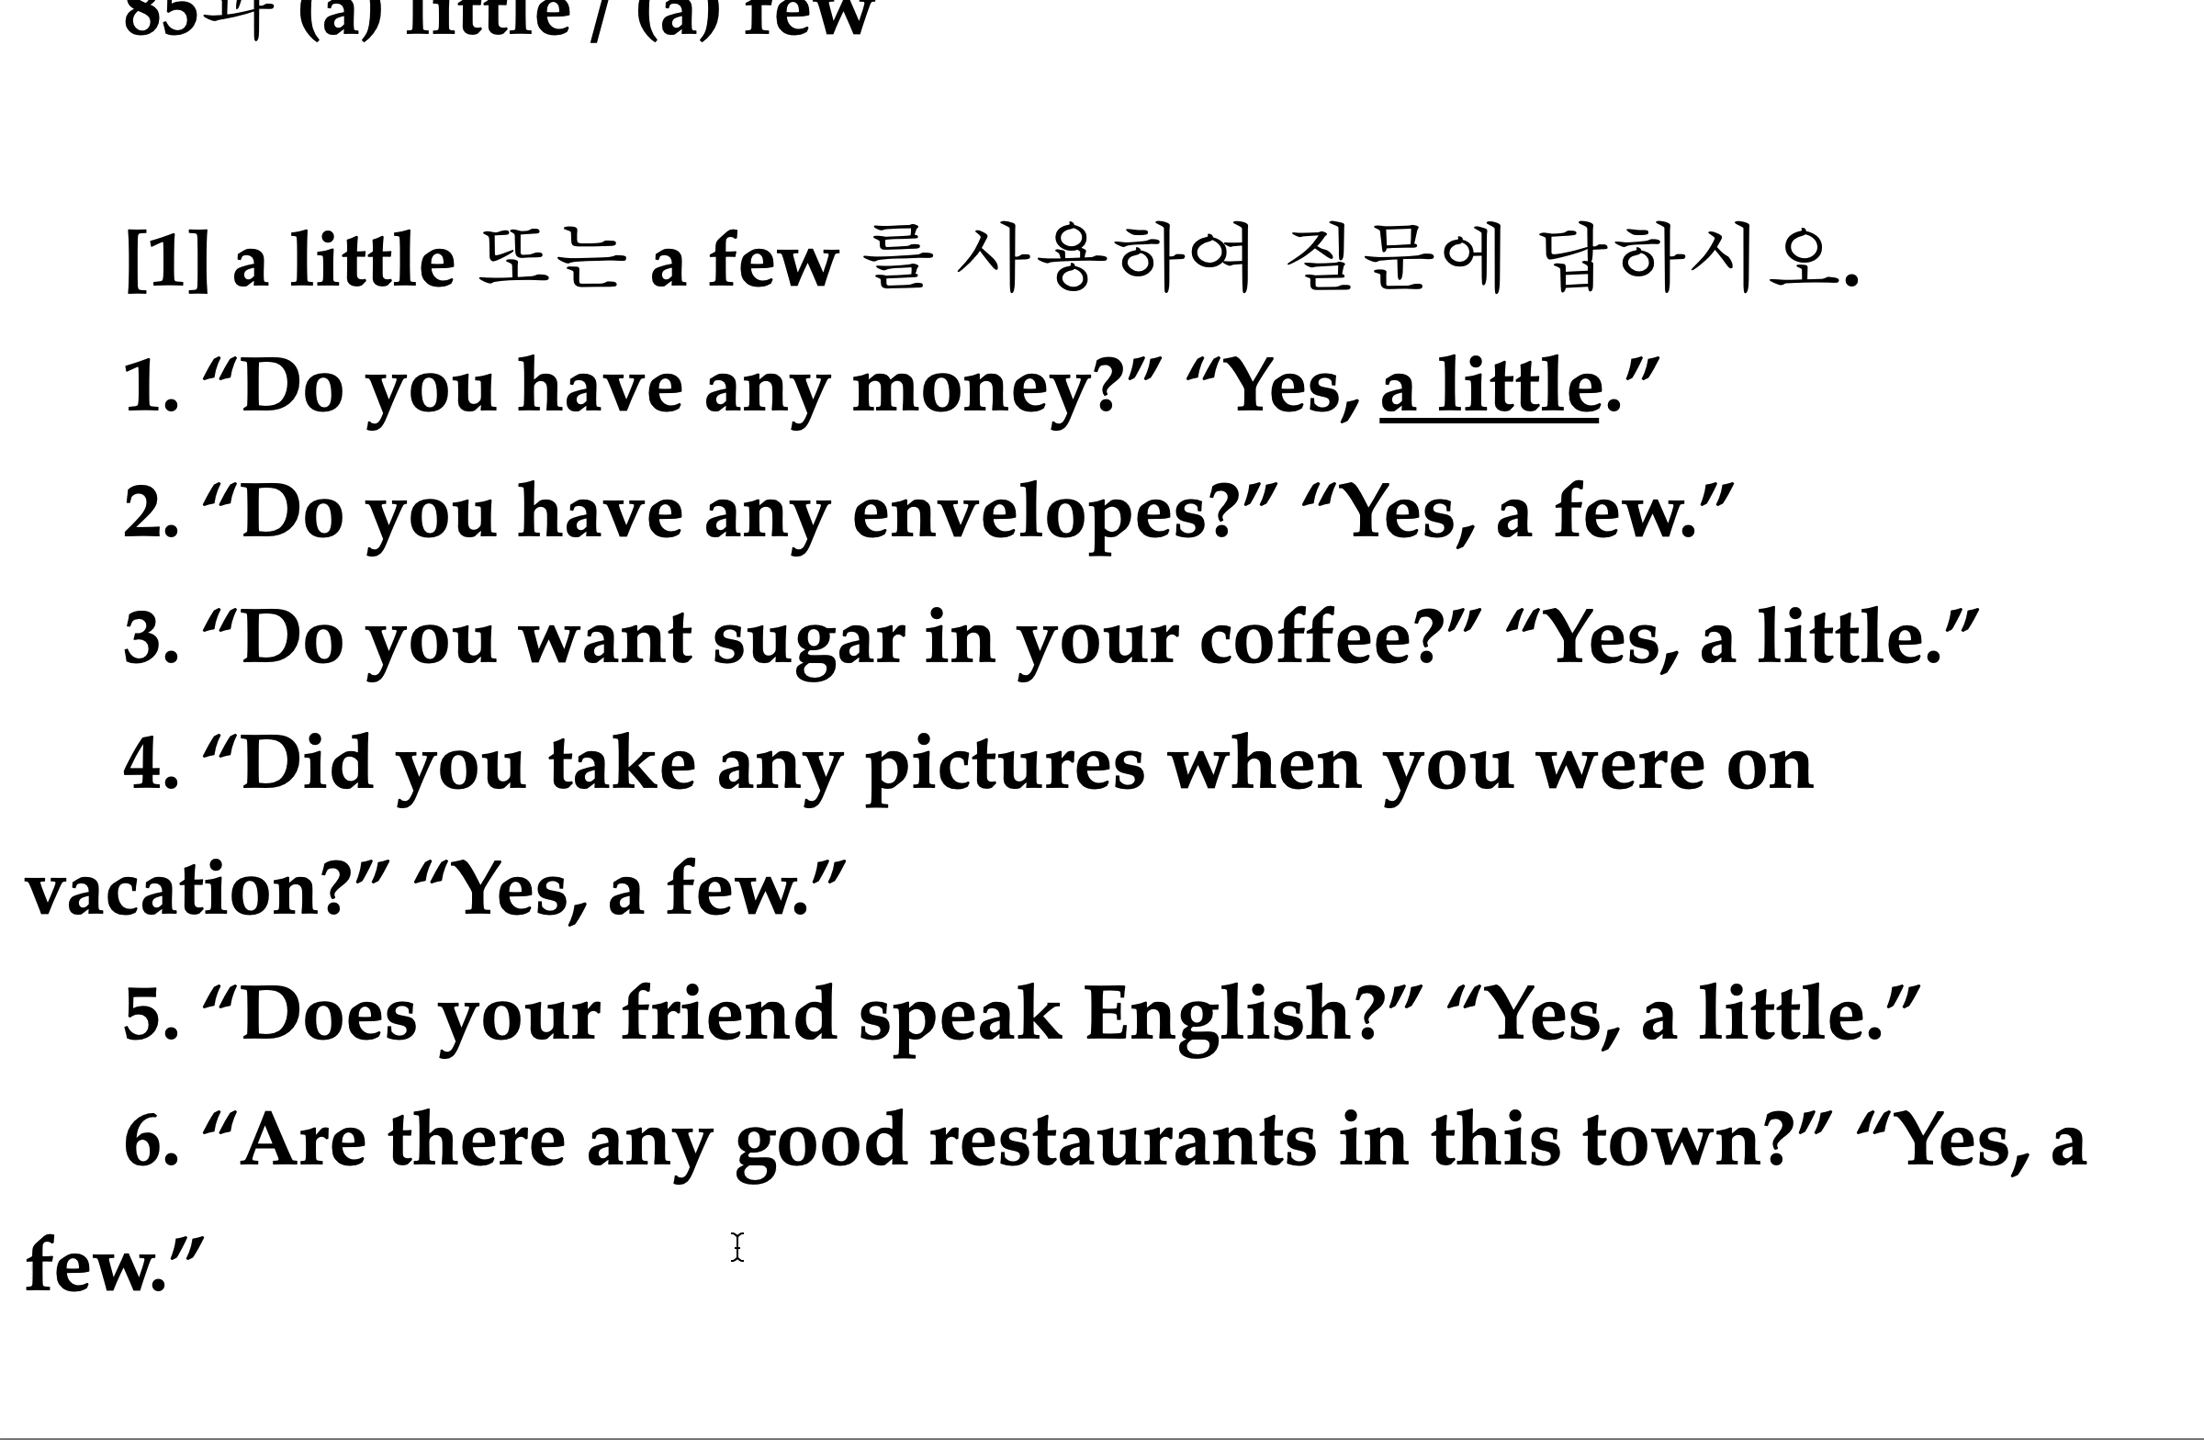 85과 (a) little / (a) few
[1] a little 또는 a few 를 사용하여 질문에 답하시오.
1. “Do you have any money?” “Yes, a little.”
2. “Do you have any envelopes?” “Yes, a few.”
3. “Do you want sugar in your coffee?” “Yes, a little.”
4. “Did you take any pictures when you were on
vacation?” “Yes, a few.”
5. “Does your friend speak English?” “Yes, a little.”
6. “Are there any good restaurants in this town?” “Yes, a
few.”